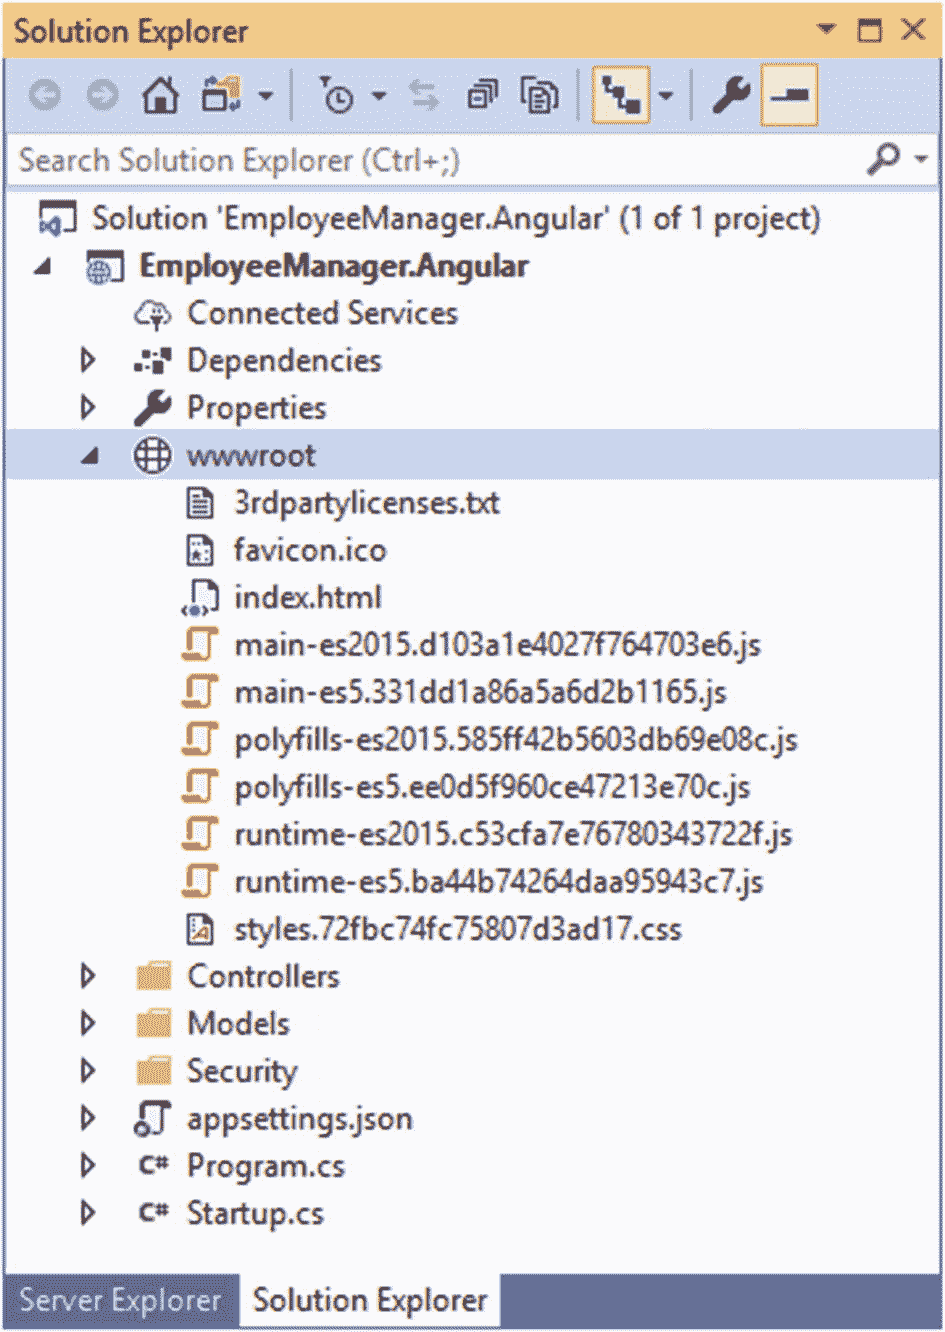 Solution Explorer
Search Solution Explorer (Ctrl+;)
Solution 'EmployeeManager.Angular' (1 of 1 project)
EmployeeManager.Angular
Connected Services
Dependencies
Properties
wwwroot
3rdpartylicenses.txt
favicon.ico
index.html
main-es2015.d103a1e4027f764703e6.js
main-es5.331dd1a86a5a6d2b1165.js
polyfills-es2015.585ff42b5603db69e08c.js
polyfills-es5.ee0d5f960ce47213e70c.js
runtime-es2015.c53cfa7e76780343722f.js
runtime-es5.ba44b74264daa95943c7.js
styles.72fbc74fc75807d3ad17.css
Controllers
Models
Security
appsettings.json
C# Program.cs
C# Startup.cs
Server Explorer Solution Explorer